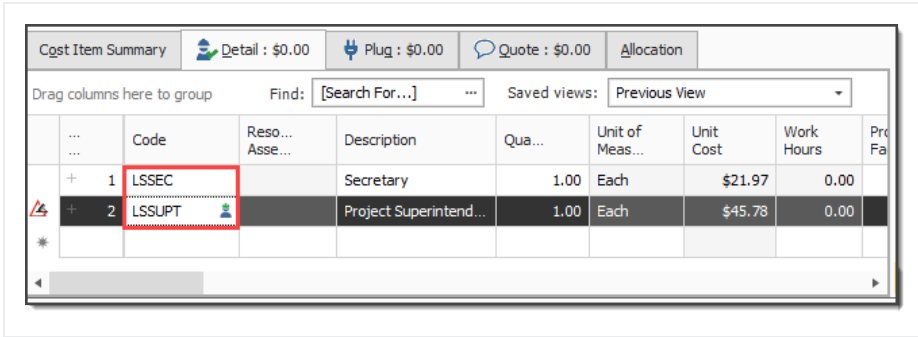 Cost Item Summary Detail : $0.00 Plug : $0.00 Quote : $0.00 Allocation
Drag columns here to group Find: [Search For...] ... Saved views: Previous View
... Code Reso... Description Qua... Unit of Unit Work Pro
... Asse... Meas... Cost Hours Fa
1 LSSEC Secretary 1.00 Each $21.97 0.00
2 LSSUPT Project Superintend... 1.00 Each $45.78 0.00